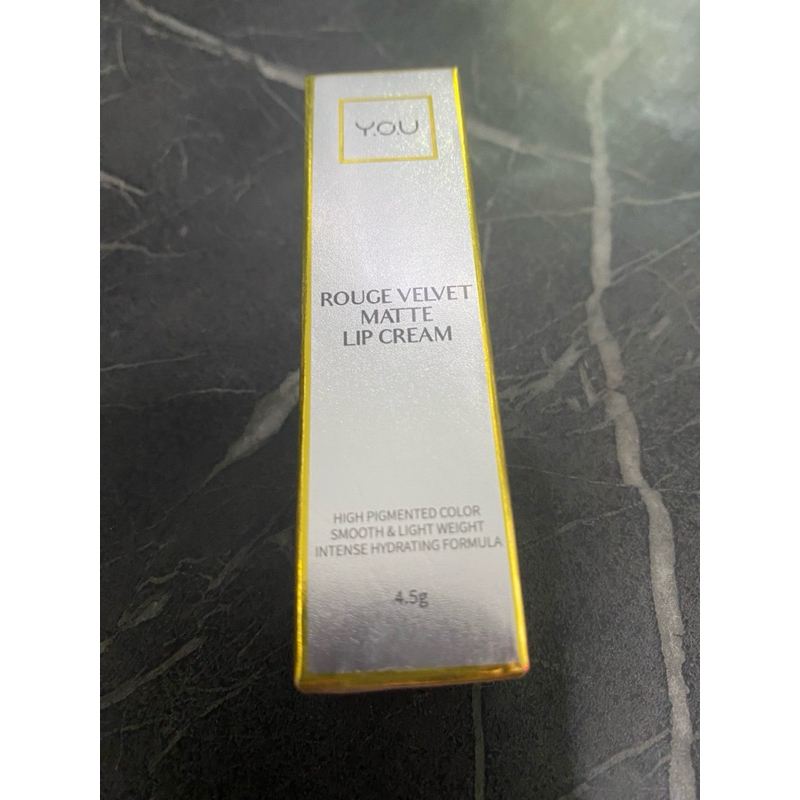 Y.O.U
ROUGE VELVET
MATTE
LIP CREAM
HIGH PIGMENTED COLOR
SMOOTH & LIGHT WEIGHT
INTENSE HYDRATING FORMULA
4.5g